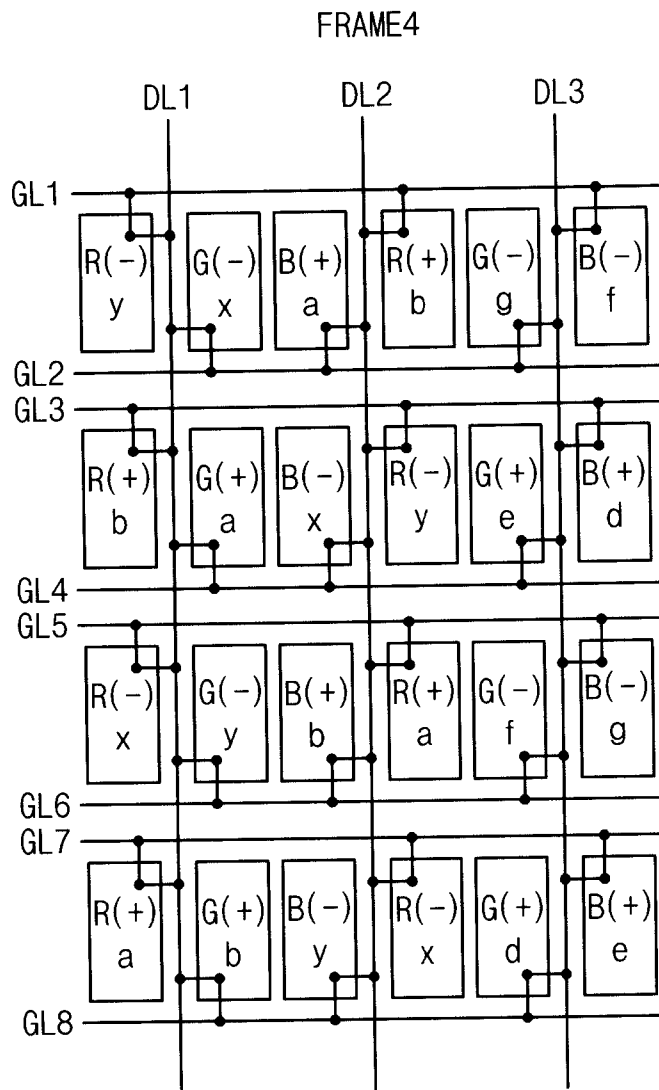 FRAME4
DL1 DL2 DL3
GL1
R(-) G(-) B(+) R(+) G(-) B(-)
y x a b g f
GL2
GL3
R(+) G(+) B(-) R(-) G(+) B(+)
b a x y e d
GL4
GL5
R(-) G(-) B(+) R(+) G(-) B(-)
x y b a f g
GL6
GL7
R(+) G(+) B(-) R(-) G(+) B(+)
a b y x d e
GL8